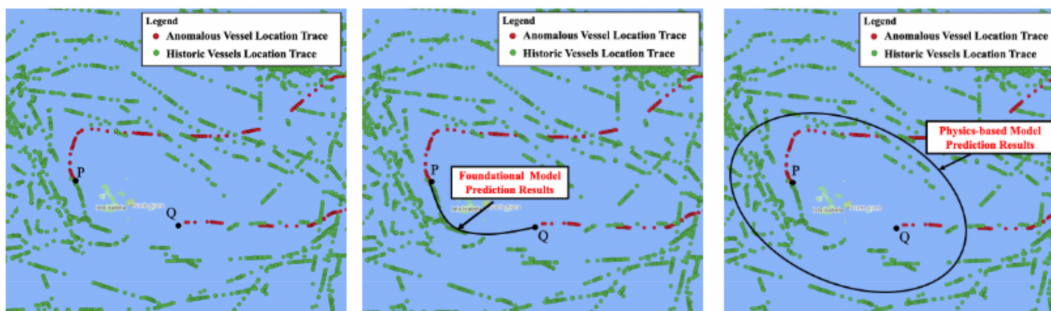 Legend
Anomalous Vessel Location Trace
Historic Vessels Location Trace
P
Q
Legend
Anomalous Vessel Location Trace
Historic Vessels Location Trace
P
Foundational Model
Prediction Results
Q
Legend
Anomalous Vessel Location Trace
Historic Vessels Location Trace
Physics-based Model
Prediction Results
P
Q